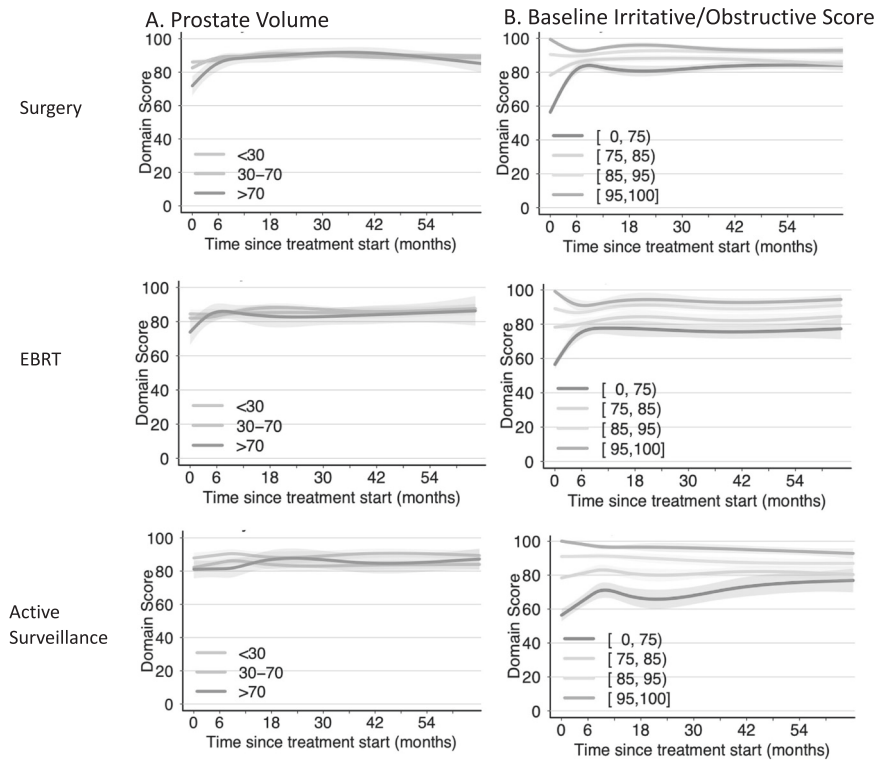 A. Prostate Volume
B. Baseline Irritative/Obstructive Score
Surgery
Domain Score
100
80
60
40
20
0
<30
30−70
>70
0 6 18 30 42 54
Time since treatment start (months)
Domain Score
100
80
60
40
20
0
[ 0, 75)
[ 75, 85)
[ 85, 95)
[ 95,100]
0 6 18 30 42 54
Time since treatment start (months)
EBRT
Domain Score
100
80
60
40
20
0
<30
30−70
>70
0 6 18 30 42 54
Time since treatment start (months)
Domain Score
100
80
60
40
20
0
[ 0, 75)
[ 75, 85)
[ 85, 95)
[ 95,100]
0 6 18 30 42 54
Time since treatment start (months)
Active
Surveillance
Domain Score
100
80
60
40
20
0
<30
30−70
>70
0 6 18 30 42 54
Time since treatment start (months)
Domain Score
100
80
60
40
20
0
[ 0, 75)
[ 75, 85)
[ 85, 95)
[ 95,100]
0 6 18 30 42 54
Time since treatment start (months)